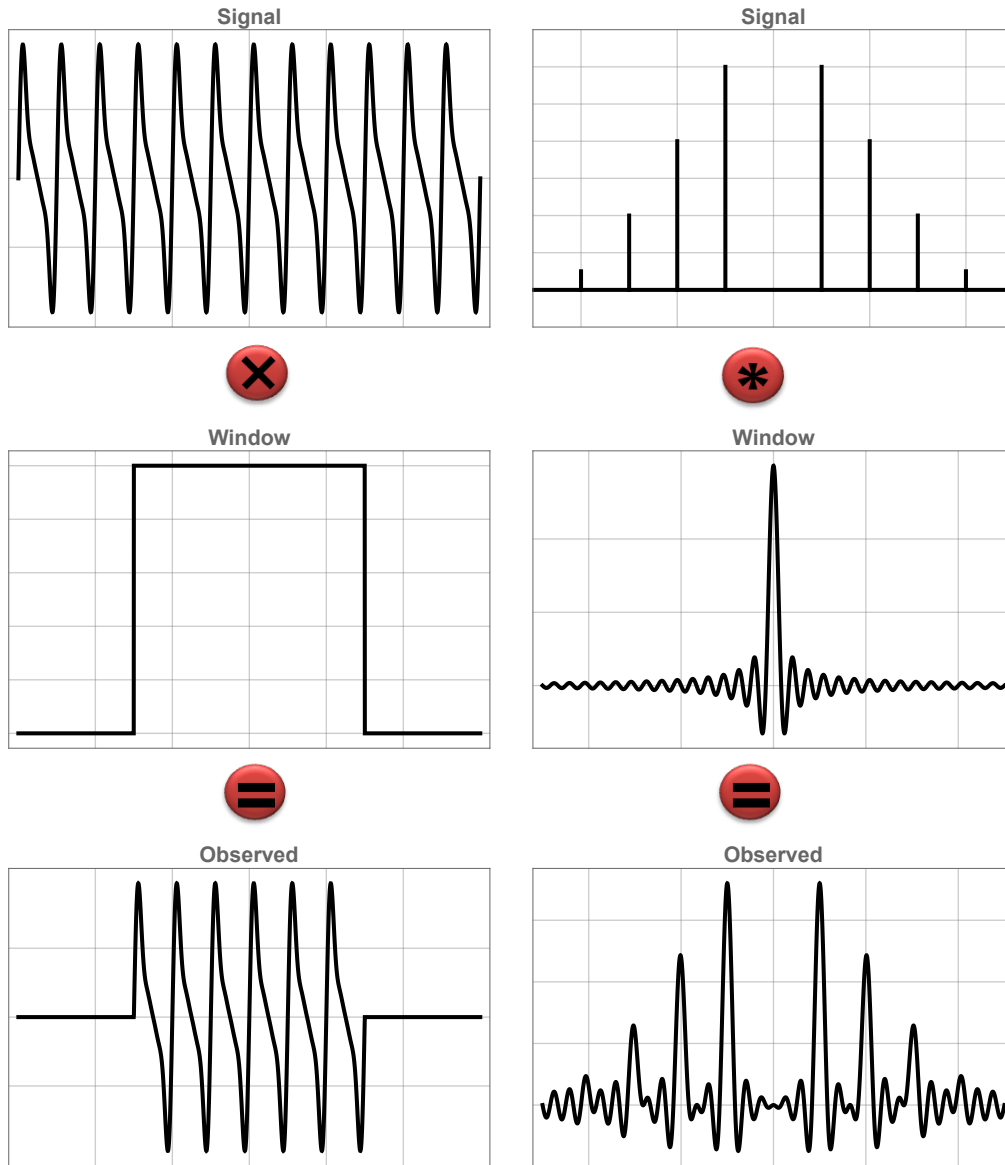 Signal
Signal
×
*
Window
Window
=
=
Observed
Observed